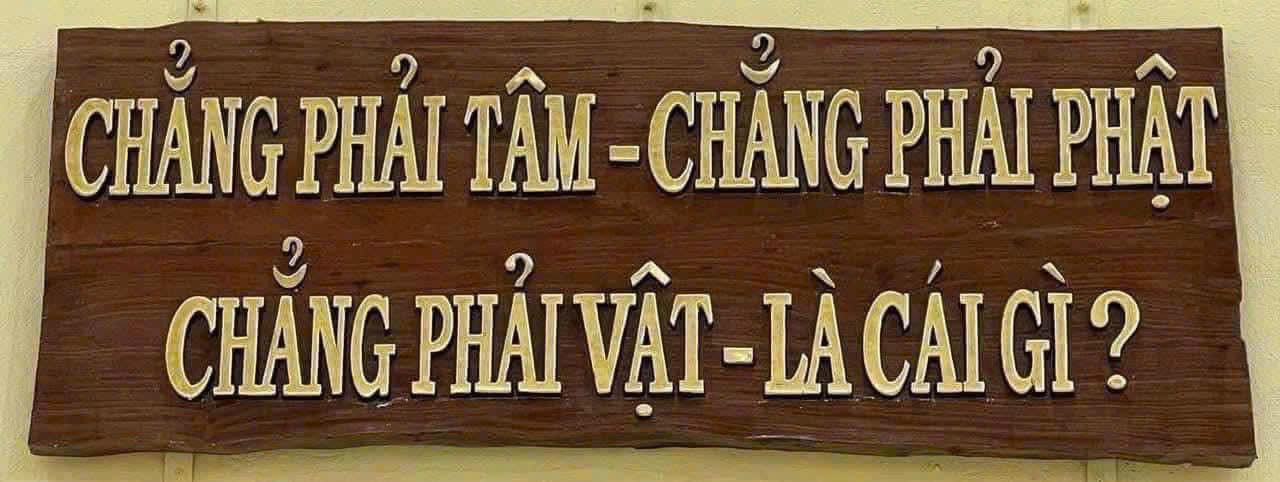 CHẲNG PHẢI TÂM - CHẲNG PHẢI PHẬT
CHẲNG PHẢI VẬT - LÀ CÁI GÌ ?